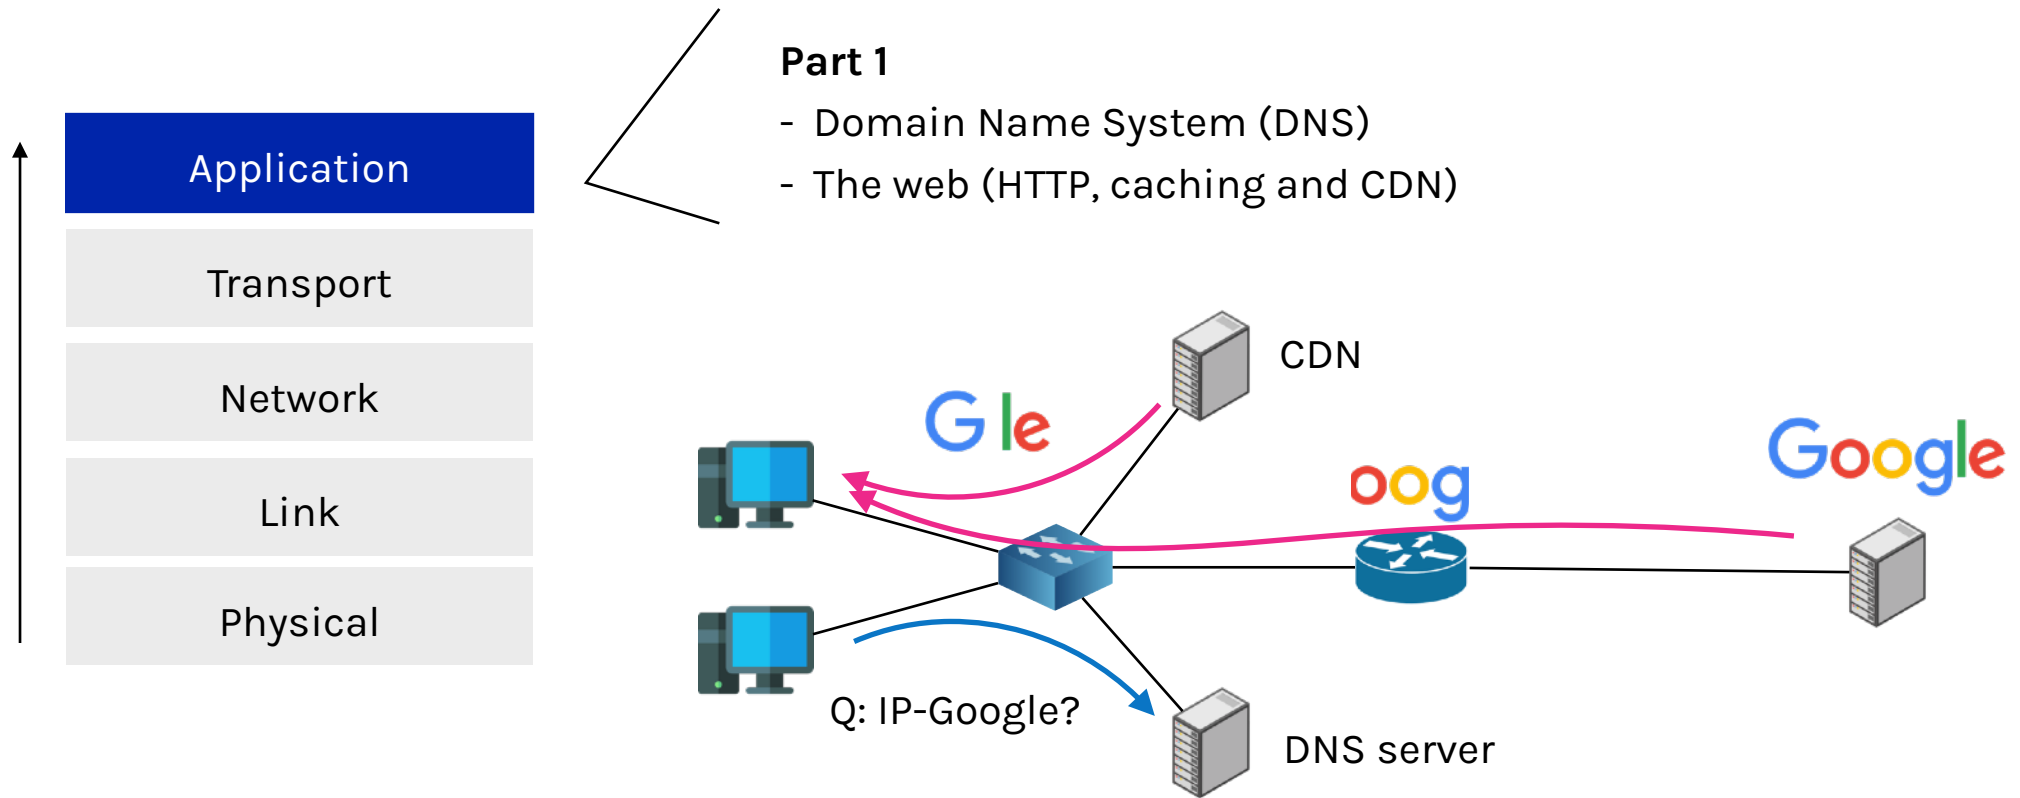 Part 1
- Domain Name System (DNS)
- The web (HTTP, caching and CDN)
Application
Transport
Network
Link
Physical
CDN
G le
oog
Google
Q: IP-Google?
DNS server